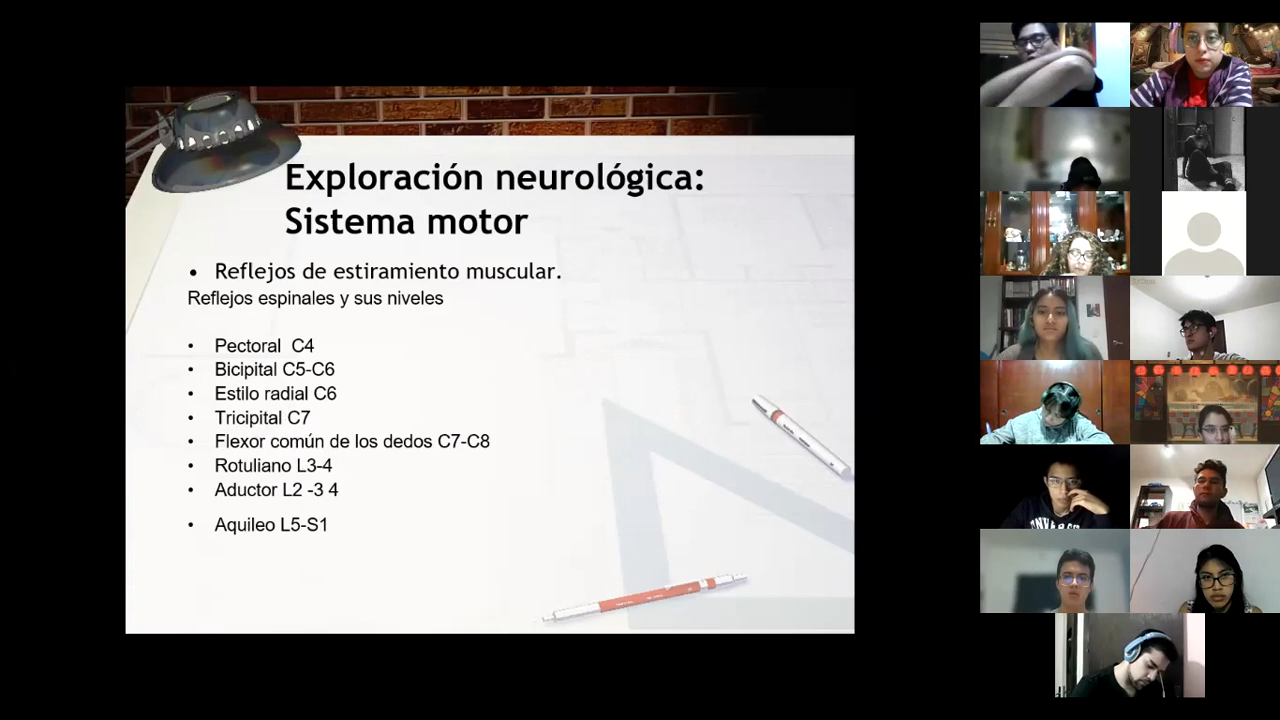 Exploración neurológica:
Sistema motor
• Reflejos de estiramiento muscular.
Reflejos espinales y sus niveles
• Pectoral C4
• Bicipital C5-C6
• Estilo radial C6
• Tricipital C7
• Flexor común de los dedos C7-C8
• Rotuliano L3-4
• Aductor L2 -3 4
• Aquileo L5-S1